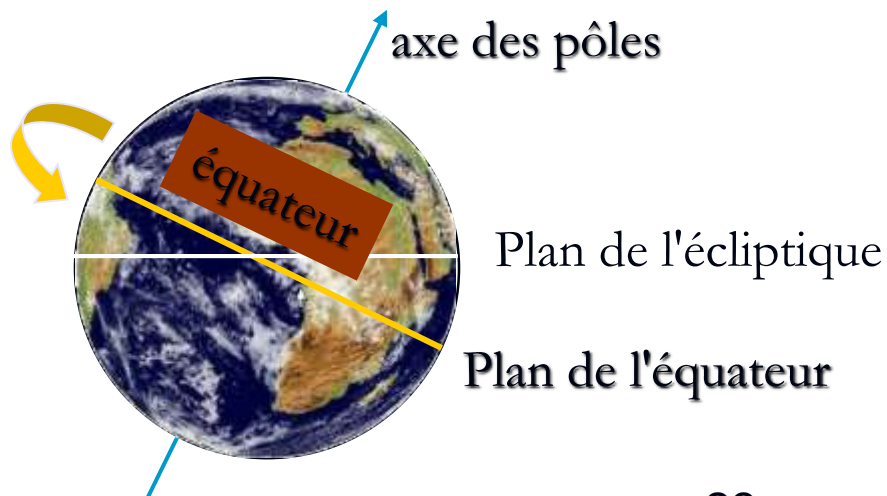 axe des pôles
équateur
Plan de l'écliptique
Plan de l'équateur